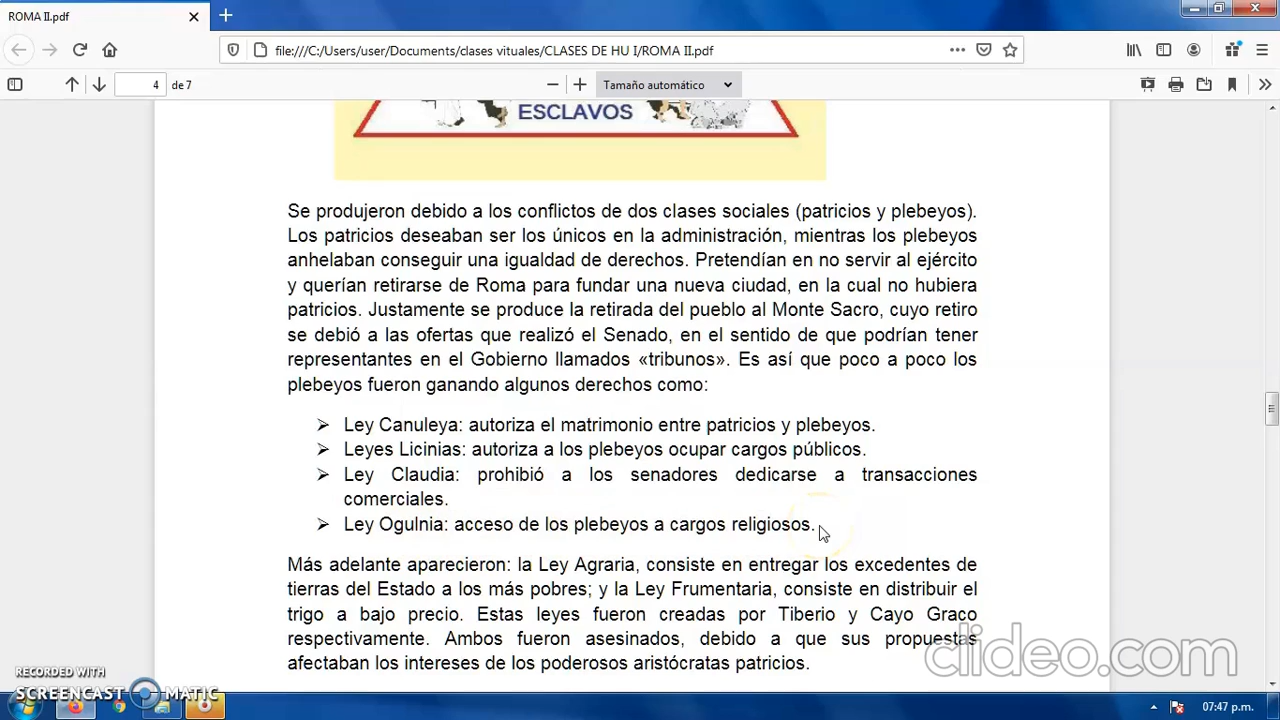 ROMA II.pdf
file:///C:/Users/user/Documents/clases vituales/CLASES DE HU I/ROMA II.pdf
4 de 7
Tamaño automático
ESCLAVOS
Se produjeron debido a los conflictos de dos clases sociales (patricios y plebeyos).
Los patricios deseaban ser los únicos en la administración, mientras los plebeyos
anhelaban conseguir una igualdad de derechos. Pretendían en no servir al ejército
y querían retirarse de Roma para fundar una nueva ciudad, en la cual no hubiera
patricios. Justamente se produce la retirada del pueblo al Monte Sacro, cuyo retiro
se debió a las ofertas que realizó el Senado, en el sentido de que podrían tener
representantes en el Gobierno llamados «tribunos». Es así que poco a poco los
plebeyos fueron ganando algunos derechos como:
Ley Canuleya: autoriza el matrimonio entre patricios y plebeyos.
Leyes Licinias: autoriza a los plebeyos ocupar cargos públicos.
Ley Claudia: prohibió a los senadores dedicarse a transacciones
comerciales.
Ley Ogulnia: acceso de los plebeyos a cargos religiosos.
Más adelante aparecieron: la Ley Agraria, consiste en entregar los excedentes de
tierras del Estado a los más pobres; y la Ley Frumentaria, consiste en distribuir el
trigo a bajo precio. Estas leyes fueron creadas por Tiberio y Cayo Graco
respectivamente. Ambos fueron asesinados, debido a que sus propuestas
afectaban los intereses de los poderosos aristócratas patricios.
clideo.com
RECORDED WITH
SCREENCAST MATIC
07:47 p.m.